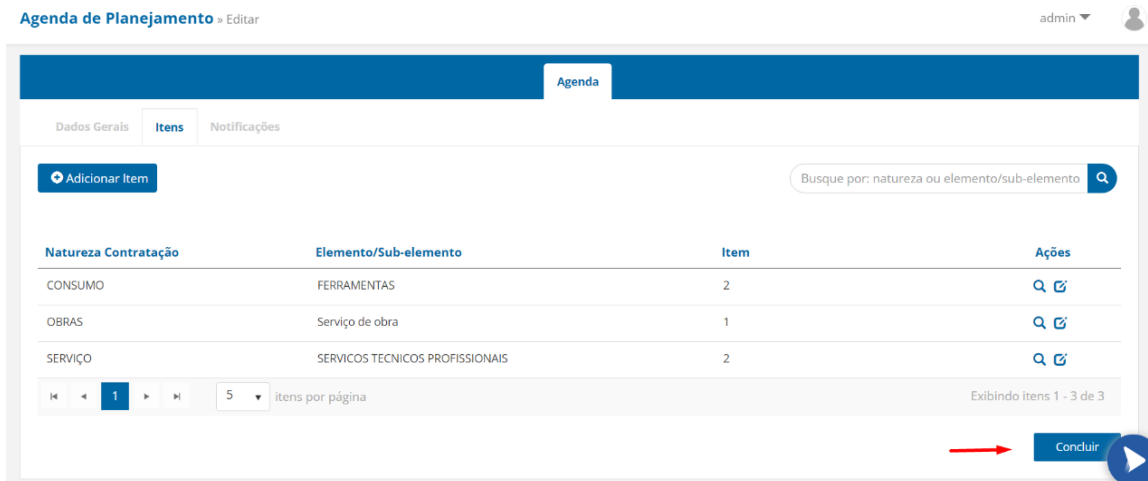 Agenda de Planejamento » Editar
admin
Agenda
Dados Gerais Itens Notificações
Adicionar Item
Busque por: natureza ou elemento/sub-elemento
Natureza Contratação Elemento/Sub-elemento Item Ações
CONSUMO FERRAMENTAS 2
OBRAS Serviço de obra 1
SERVIÇO SERVICOS TECNICOS PROFISSIONAIS 2
1 5 itens por página Exibindo itens 1 - 3 de 3
Concluir